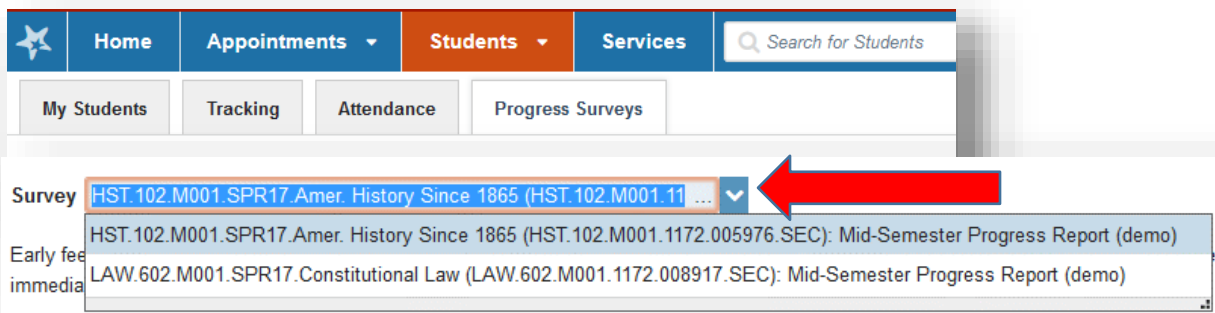 Home Appointments Students Services Search for Students
My Students Tracking Attendance Progress Surveys
Survey HST.102.M001.SPR17.Amer. History Since 1865 (HST.102.M001.11 ...
HST.102.M001.SPR17.Amer. History Since 1865 (HST.102.M001.1172.005976.SEC): Mid-Semester Progress Report (demo)
Early fee
LAW.602.M001.SPR17.Constitutional Law (LAW.602.M001.1172.008917.SEC): Mid-Semester Progress Report (demo)
immedia